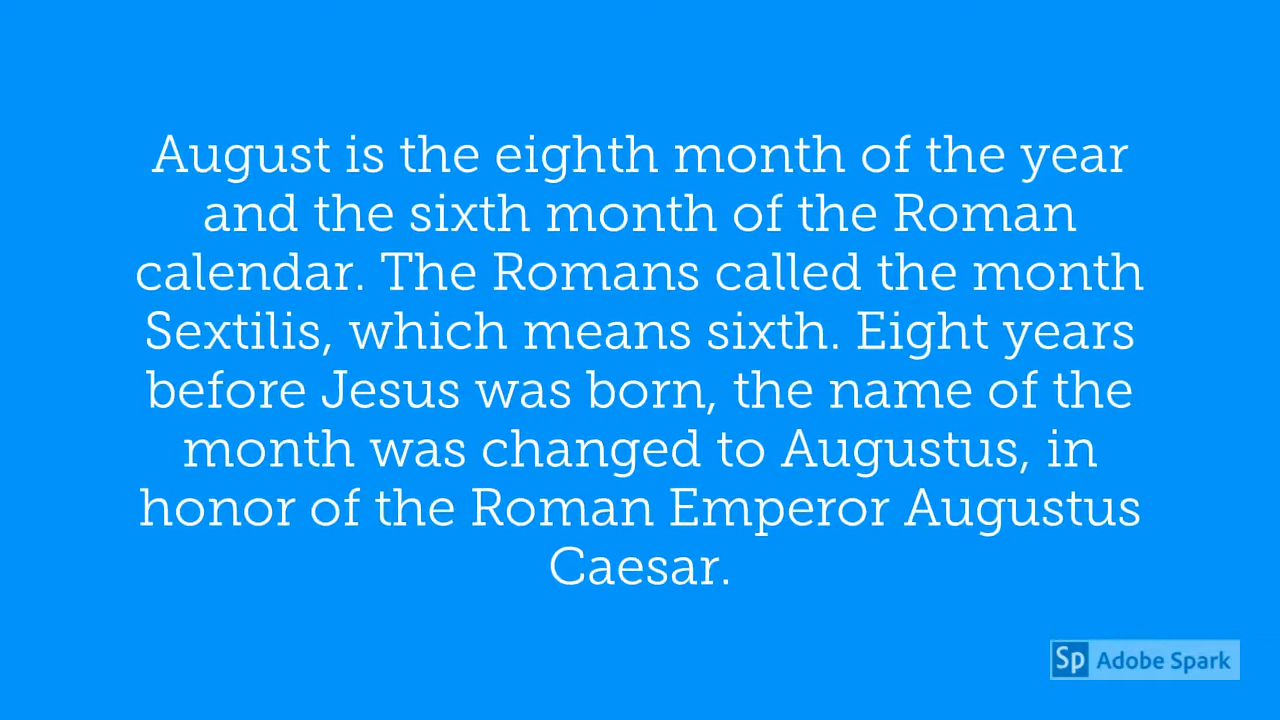 August is the eighth month of the year
and the sixth month of the Roman
calendar. The Romans called the month
Sextilis, which means sixth. Eight years
before Jesus was born, the name of the
month was changed to Augustus, in
honor of the Roman Emperor Augustus
Caesar.
Sp Adobe Spark